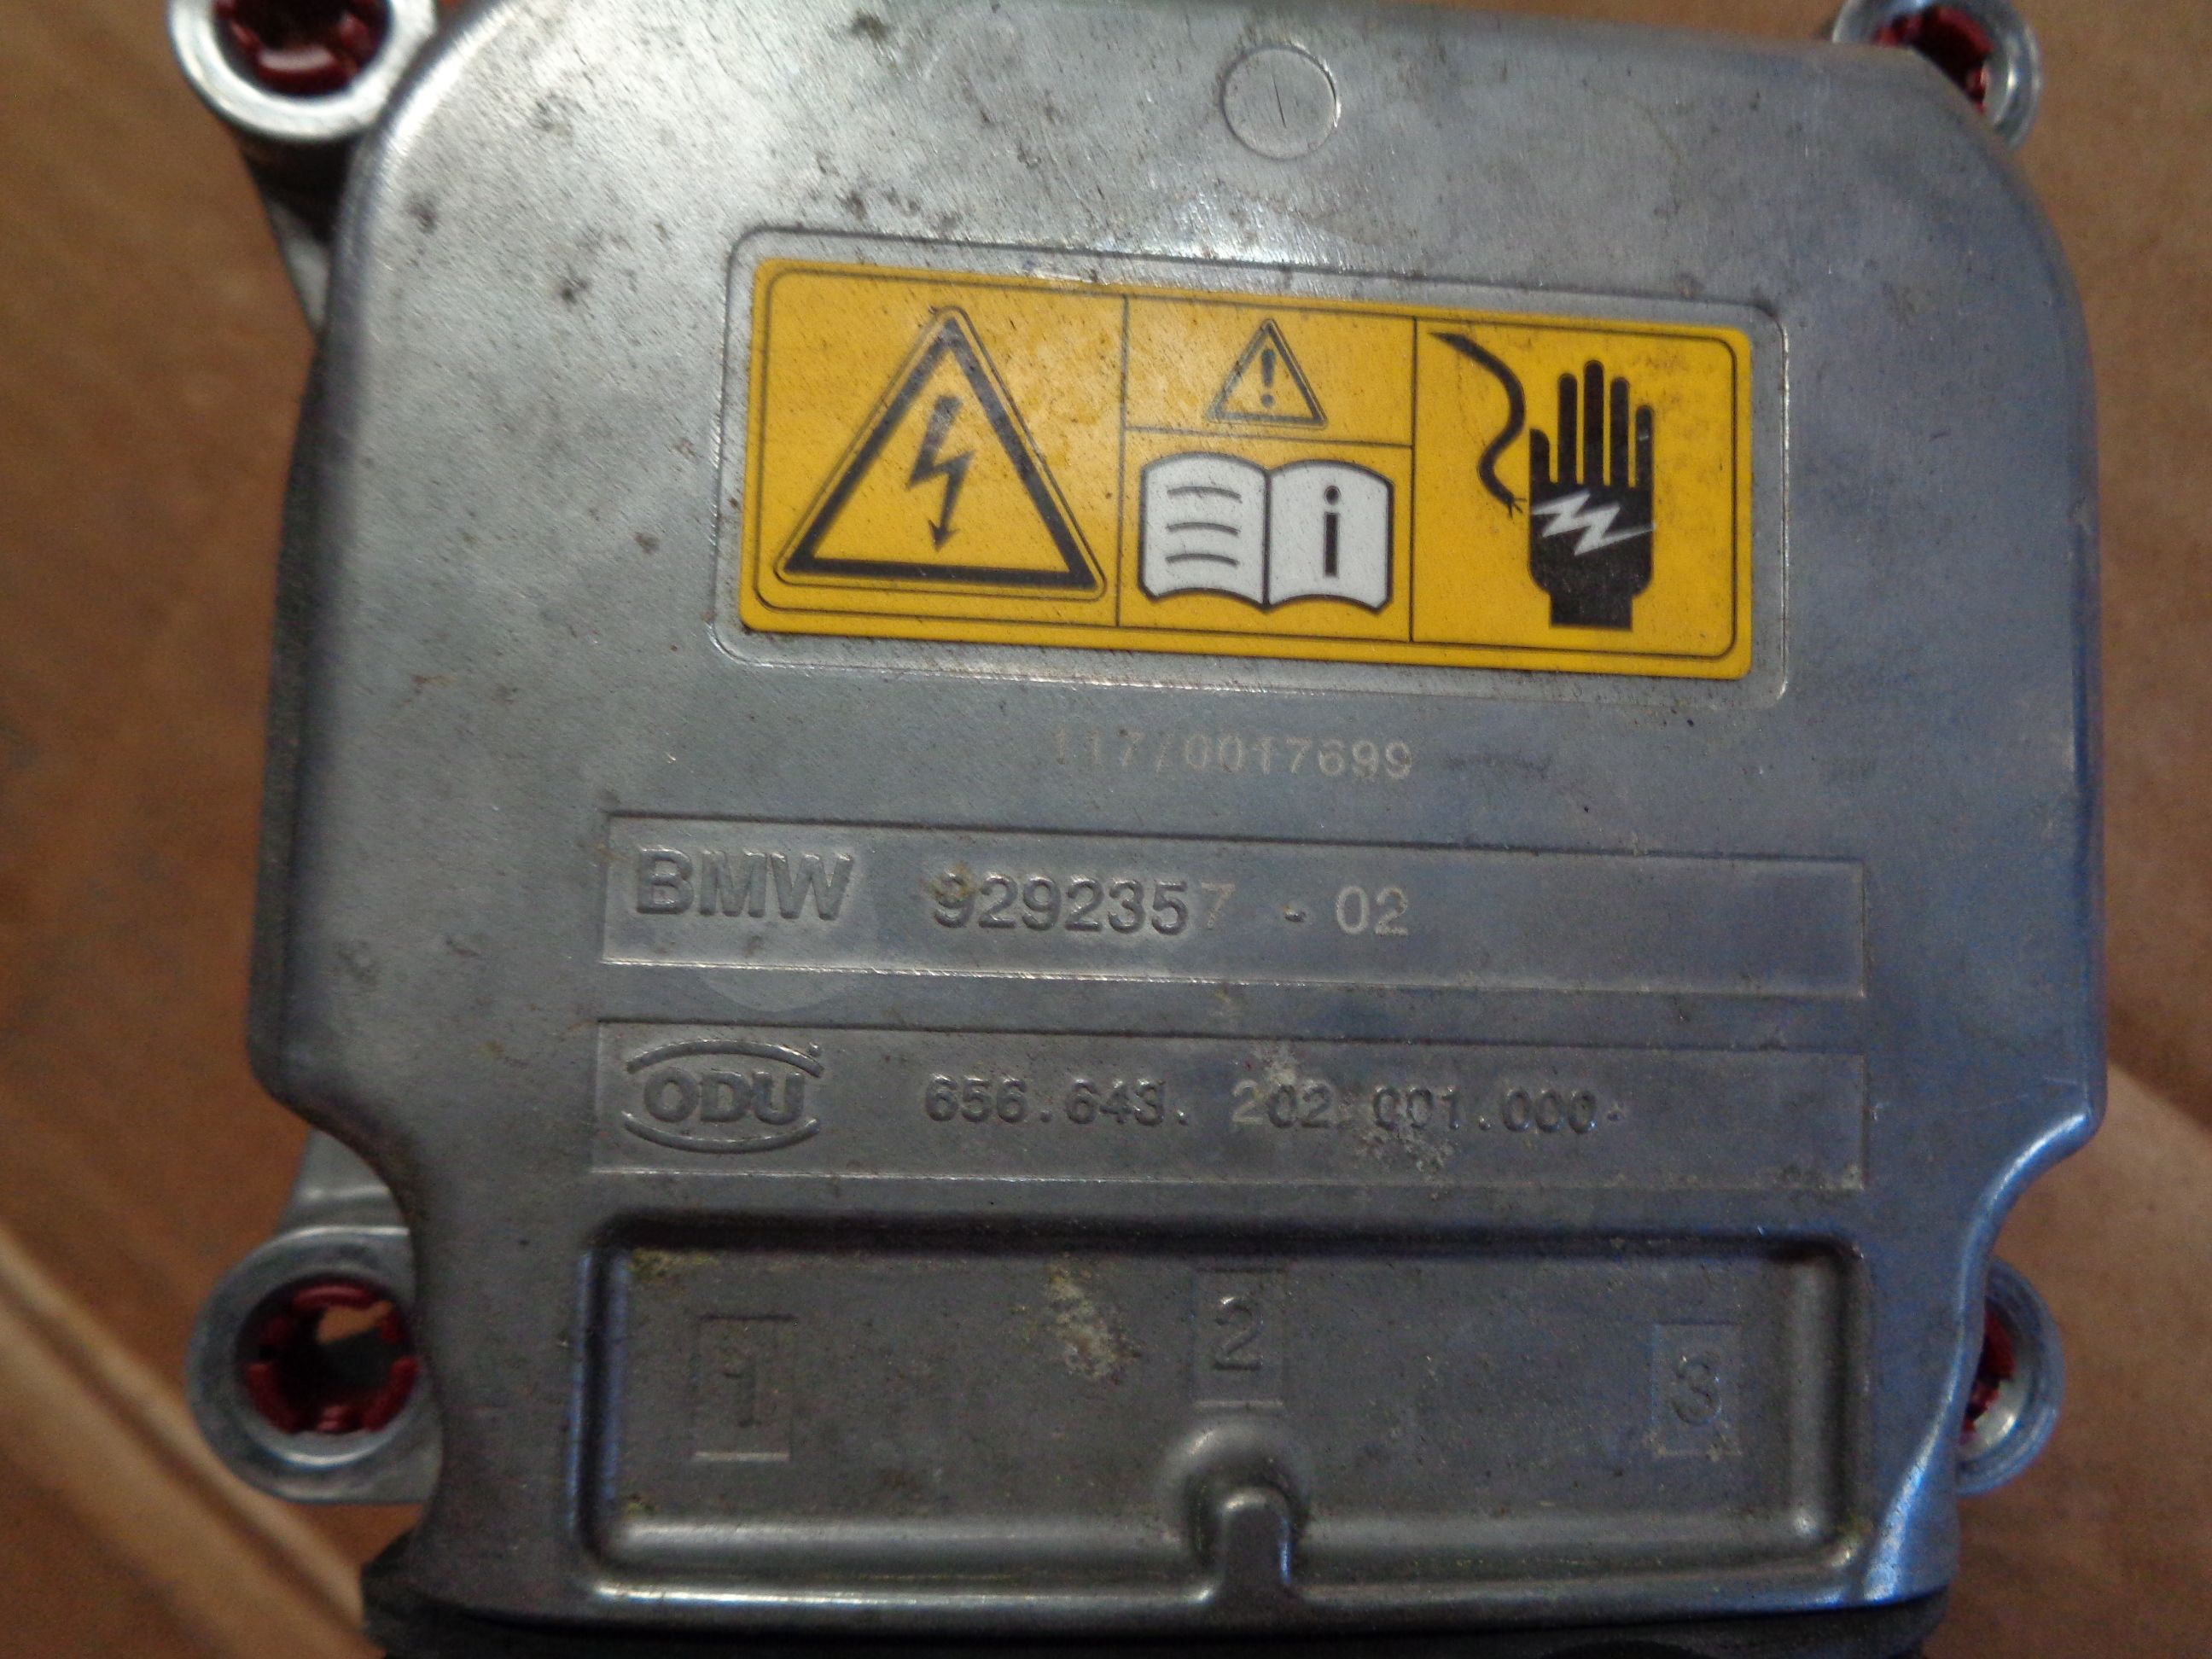 117/0017699
BMW 9292357 - 02
ODU 656.643. 202.001.000.
1 2 3